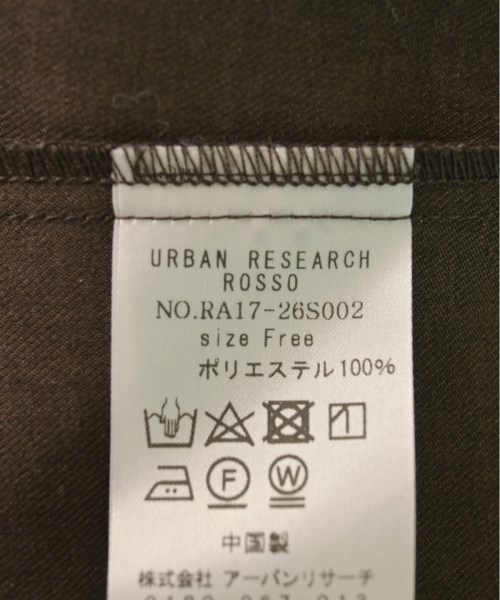 URBAN RESEARCH
ROSSO
NO.RA17-26S002
size Free
ポリエステル100%
F W
中国製
株式会社 アーバンリサーチ